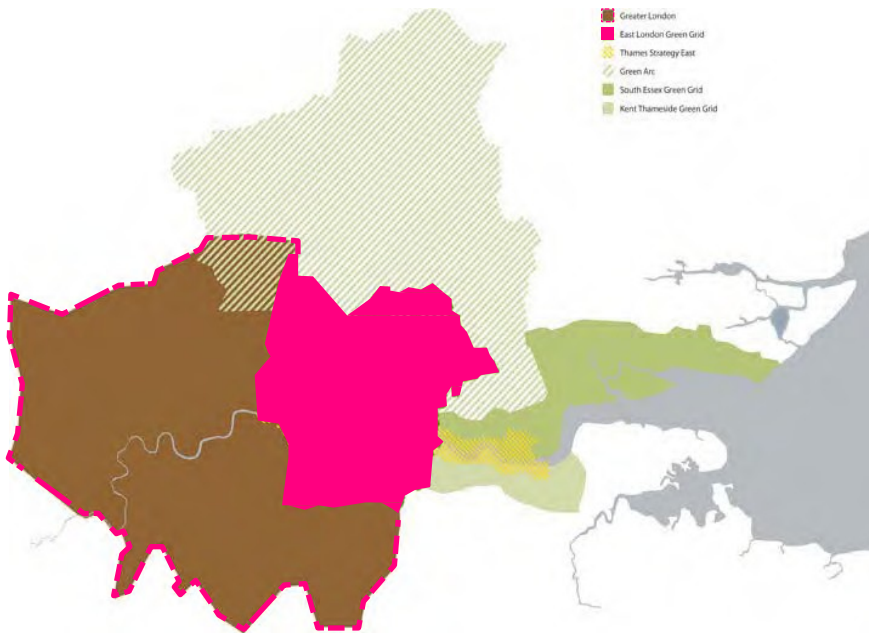 Greater London
East London Green Grid
Thames Strategy East
Green Arc
South Essex Green Grid
Kent Thameside Green Grid